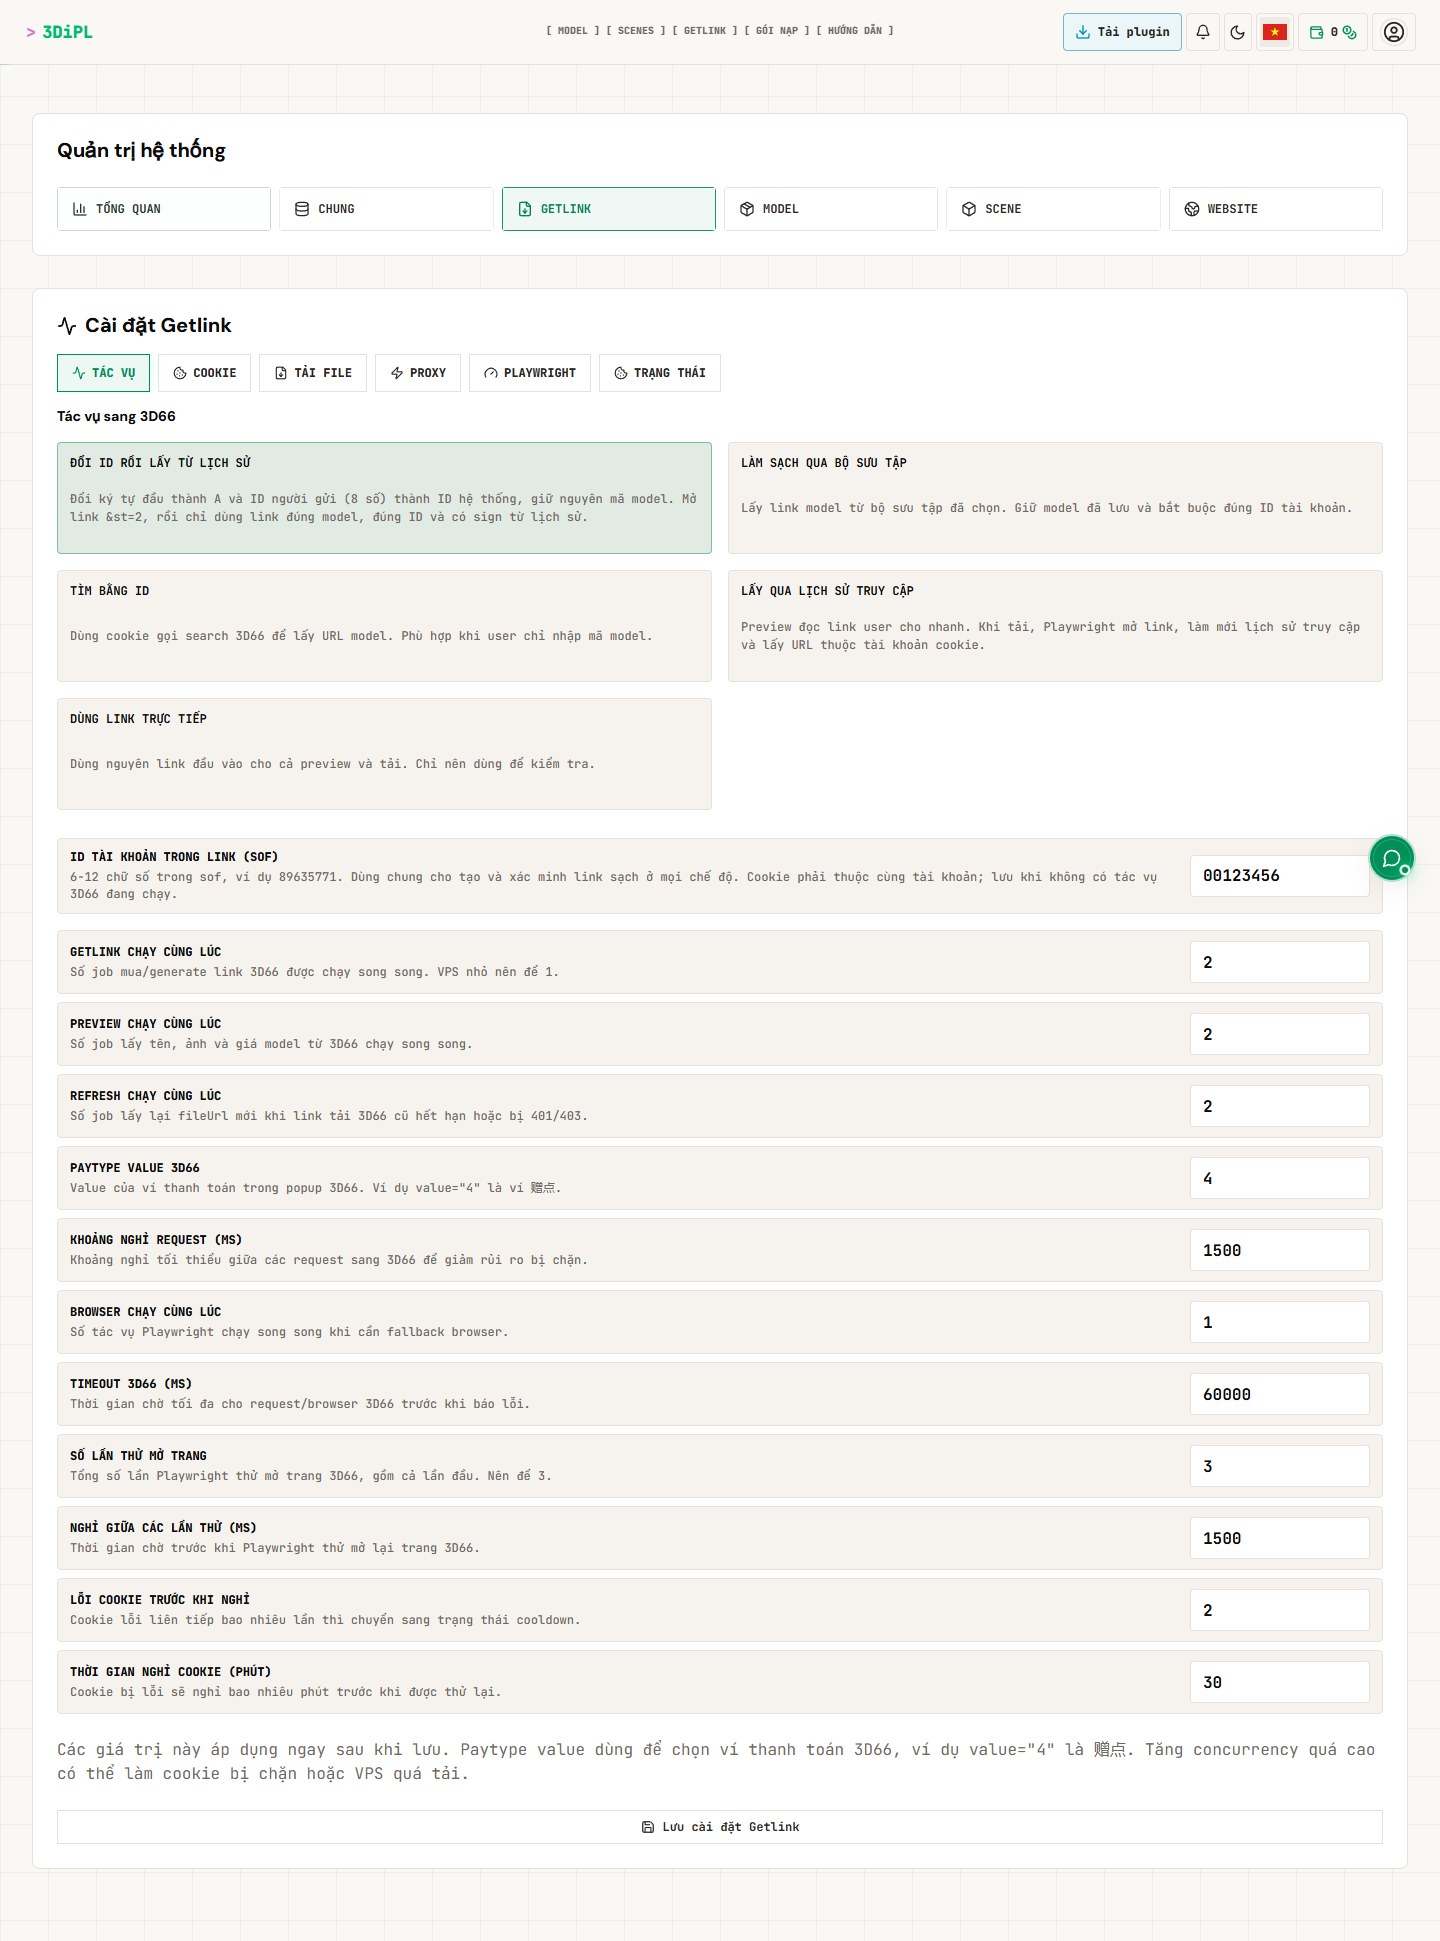 > 3DiPL
[ MODEL ] [ SCENES ] [ GETLINK ] [ GÓI NẠP ] [ HƯỚNG DẪN ]
Tải plugin
0
Quản trị hệ thống
TỔNG QUAN
CHUNG
GETLINK
MODEL
SCENE
WEBSITE
Cài đặt Getlink
TÁC VỤ
COOKIE
TẢI FILE
PROXY
PLAYWRIGHT
TRẠNG THÁI
Tác vụ sang 3D66
ĐỔI ID RỒI LẤY TỪ LỊCH SỬ
Đổi ký tự đầu thành A và ID người gửi (8 số) thành ID hệ thống, giữ nguyên mã model. Mở
link &st=2, rồi chỉ dùng link đúng model, đúng ID và có sign từ lịch sử.
LÀM SẠCH QUA BỘ SƯU TẬP
Lấy link model từ bộ sưu tập đã chọn. Giữ model đã lưu và bắt buộc đúng ID tài khoản.
TÌM BẰNG ID
Dùng cookie gọi search 3D66 để lấy URL model. Phù hợp khi user chỉ nhập mã model.
LẤY QUA LỊCH SỬ TRUY CẬP
Preview đọc link user cho nhanh. Khi tải, Playwright mở link, làm mới lịch sử truy cập
và lấy URL thuộc tài khoản cookie.
DÙNG LINK TRỰC TIẾP
Dùng nguyên link đầu vào cho cả preview và tải. Chỉ nên dùng để kiểm tra.
ID TÀI KHOẢN TRONG LINK (SOF)
6-12 chữ số trong sof, ví dụ 89635771. Dùng chung cho tạo và xác minh link sạch ở mọi chế độ. Cookie phải thuộc cùng tài khoản; lưu khi không có tác vụ
3D66 đang chạy.
00123456
GETLINK CHẠY CÙNG LÚC
Số job mua/generate link 3D66 được chạy song song. VPS nhỏ nên để 1.
2
PREVIEW CHẠY CÙNG LÚC
Số job lấy tên, ảnh và giá model từ 3D66 chạy song song.
2
REFRESH CHẠY CÙNG LÚC
Số job lấy lại fileUrl mới khi link tải 3D66 cũ hết hạn hoặc bị 401/403.
2
PAYTYPE VALUE 3D66
Value của ví thanh toán trong popup 3D66. Ví dụ value="4" là ví 赠点.
4
KHOẢNG NGHỈ REQUEST (MS)
Khoảng nghỉ tối thiểu giữa các request sang 3D66 để giảm rủi ro bị chặn.
1500
BROWSER CHẠY CÙNG LÚC
Số tác vụ Playwright chạy song song khi cần fallback browser.
1
TIMEOUT 3D66 (MS)
Thời gian chờ tối đa cho request/browser 3D66 trước khi báo lỗi.
60000
SỐ LẦN THỬ MỞ TRANG
Tổng số lần Playwright thử mở trang 3D66, gồm cả lần đầu. Nên để 3.
3
NGHỈ GIỮA CÁC LẦN THỬ (MS)
Thời gian chờ trước khi Playwright thử mở lại trang 3D66.
1500
LỖI COOKIE TRƯỚC KHI NGHỈ
Cookie lỗi liên tiếp bao nhiêu lần thì chuyển sang trạng thái cooldown.
2
THỜI GIAN NGHỈ COOKIE (PHÚT)
Cookie bị lỗi sẽ nghỉ bao nhiêu phút trước khi được thử lại.
30
Các giá trị này áp dụng ngay sau khi lưu. Paytype value dùng để chọn ví thanh toán 3D66, ví dụ value="4" là 赠点. Tăng concurrency quá cao
có thể làm cookie bị chặn hoặc VPS quá tải.
Lưu cài đặt Getlink